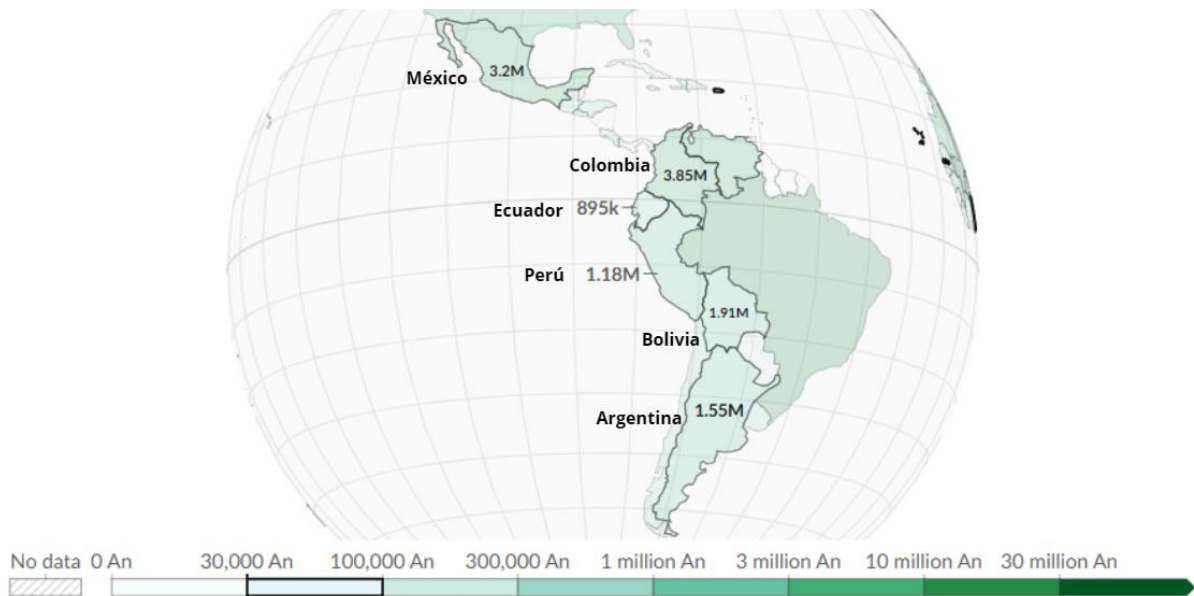 México
3.2M
Colombia
3.85M
Ecuador 895k
Perú 1.18M
1.91M
Bolivia
1.55M
Argentina
No data 0 An 30,000 An 100,000 An 300,000 An 1 million An 3 million An 10 million An 30 million An